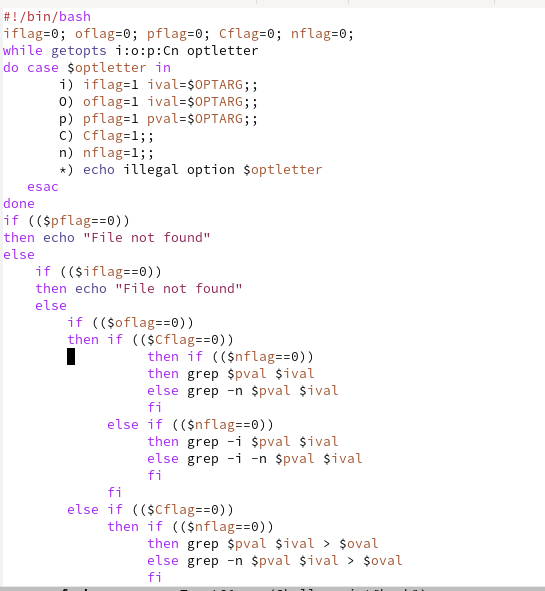 #!/bin/bash
iflag=0; oflag=0; pflag=0; Cflag=0; nflag=0;
while getopts i:o:p:Cn optletter
do case $optletter in
       i) iflag=1 ival=$OPTARG;;
       O) oflag=1 ival=$OPTARG;;
       p) pflag=1 pval=$OPTARG;;
       C) Cflag=1;;
       n) nflag=1;;
       *) echo illegal option $optletter
   esac
done
if (($pflag==0))
then echo "File not found"
else
    if (($iflag==0))
    then echo "File not found"
    else
        if (($oflag==0))
        then if (($Cflag==0))
                  then if (($nflag==0))
                  then grep $pval $ival
                  else grep -n $pval $ival
                  fi
             else if (($nflag==0))
                  then grep -i $pval $ival
                  else grep -i -n $pval $ival
                  fi
             fi
        else if (($Cflag==0))
             then if (($nflag==0))
                  then grep $pval $ival > $oval
                  else grep -n $pval $ival > $oval
                  fi